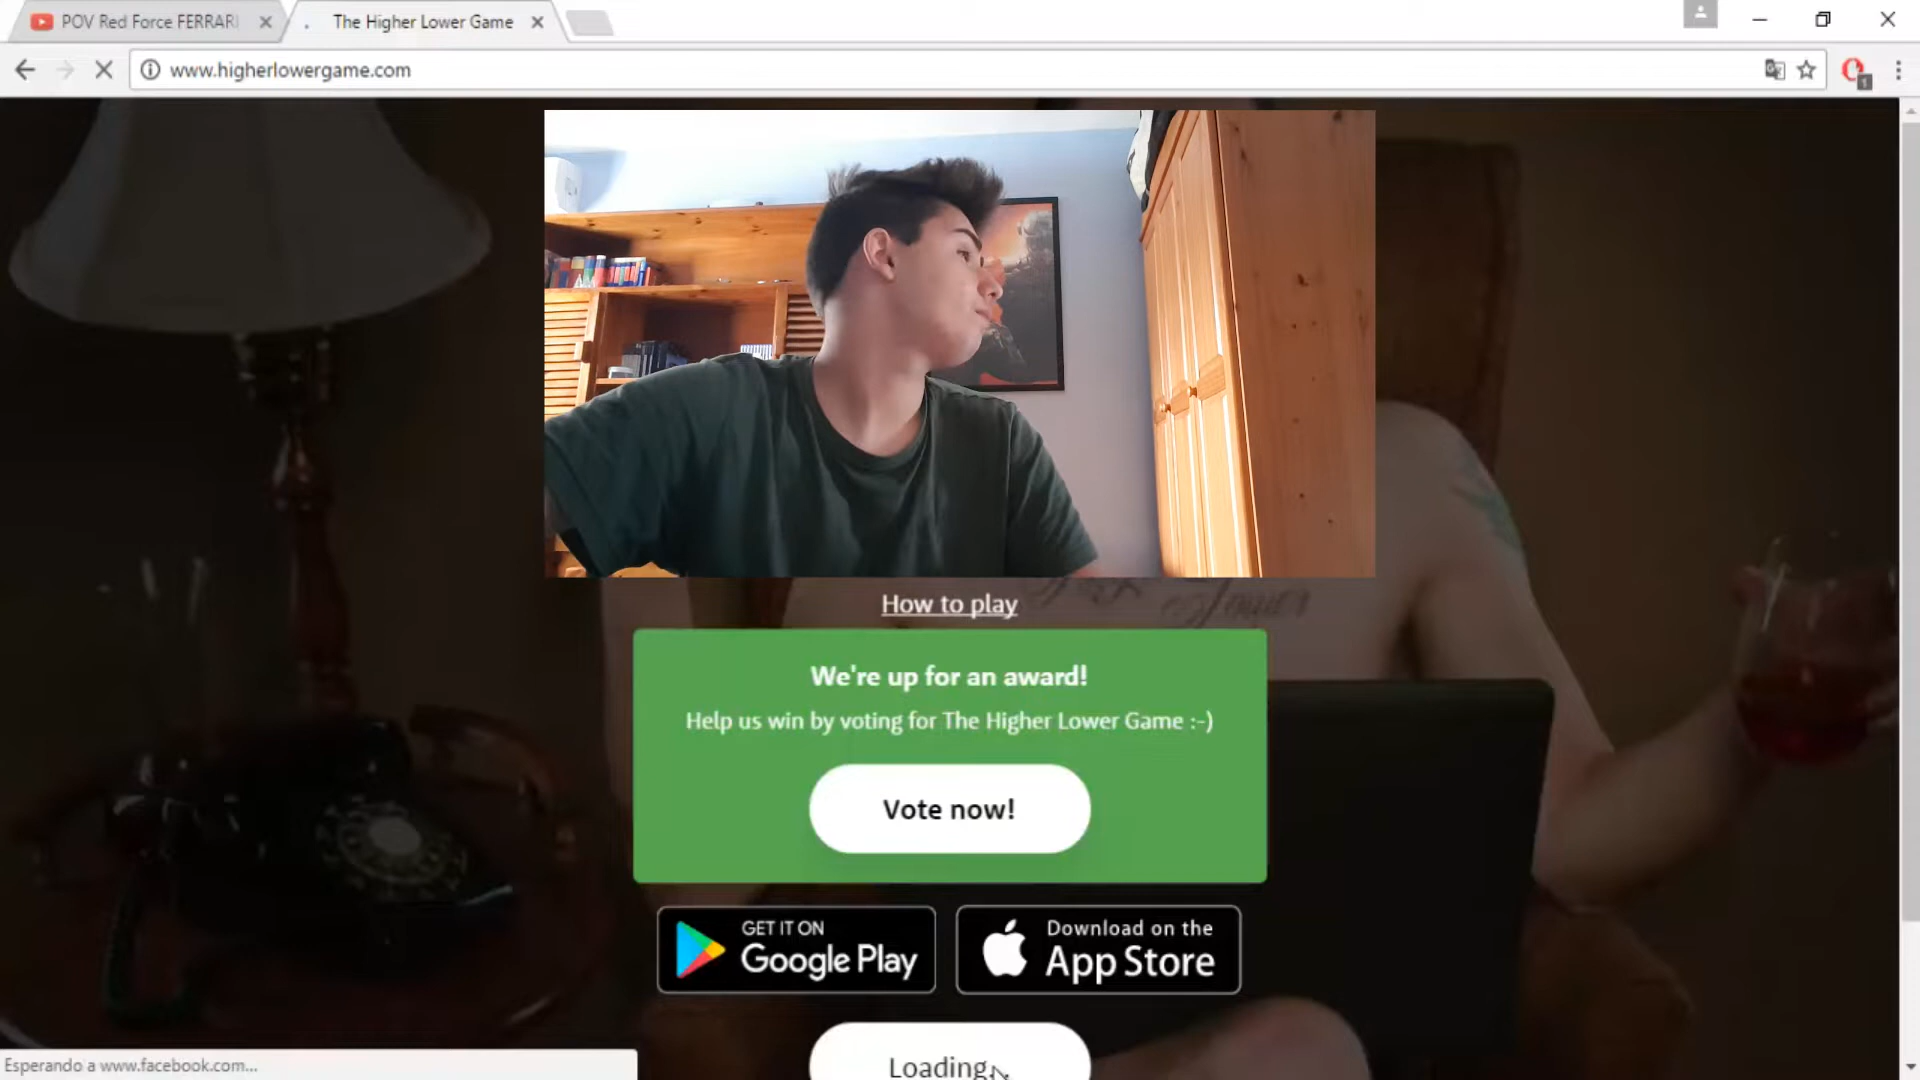 POV Red Force FERRARI
The Higher Lower Game
www.higherlowergame.com
1
How to play
We're up for an award!
Help us win by voting for The Higher Lower Game :-)
Vote now!
GET IT ON
Google Play
Download on the
App Store
Loading
Esperando a www.facebook.com...